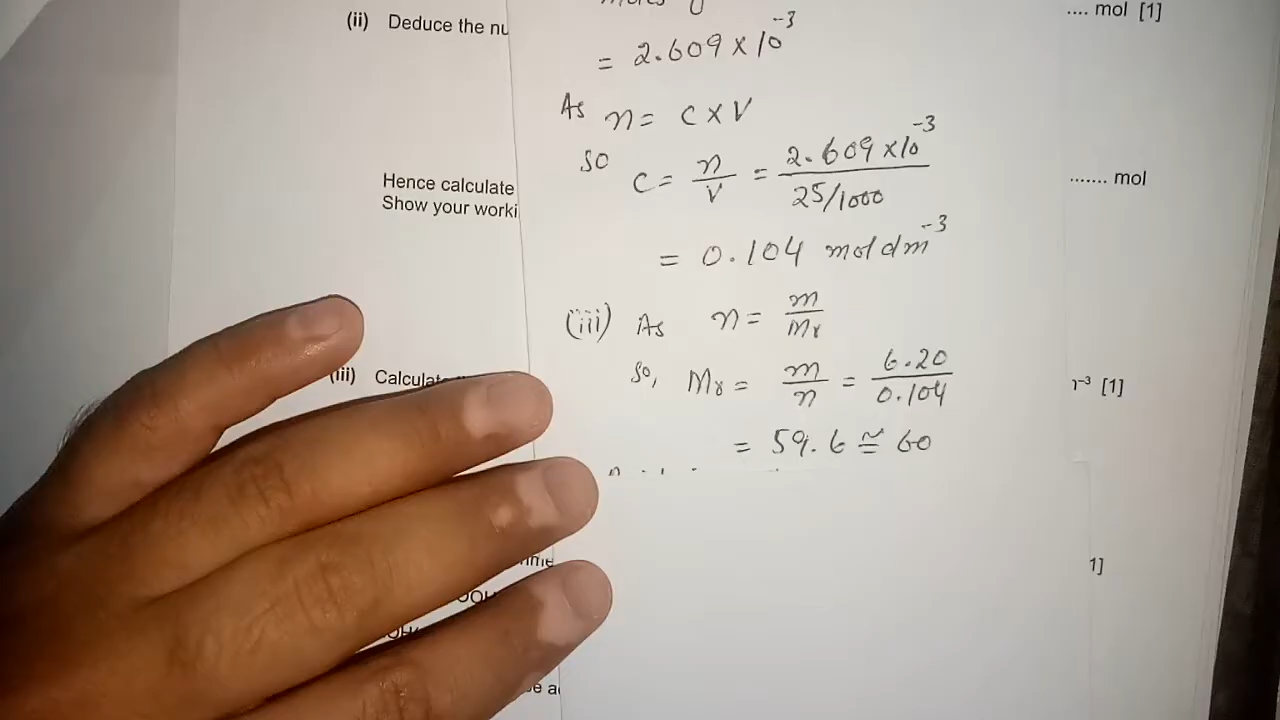 (ii) Deduce the nu
.... mol [1]
= 2.609 × 10⁻³
As n = C × V
Hence calculate
Show your worki
so C = n/V = 2.609 × 10⁻³ / 25/1000
....... mol
= 0.104 mol dm⁻³
(iii) As n = m/Mr
(iii) Calculat
so, Mr = m/n = 6.20/0.104
⁻³ [1]
= 59.6 ≅ 60
1]